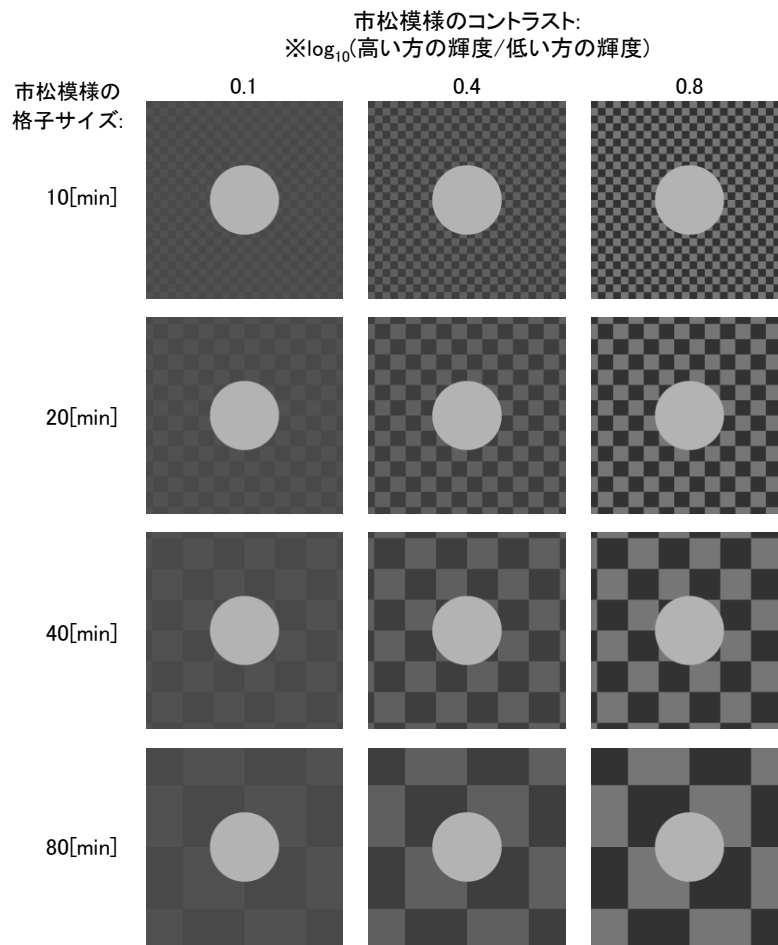 市松模様のコントラスト:
※log₁₀(高い方の輝度/低い方の輝度)
市松模様の
格子サイズ:
0.1 0.4 0.8
10[min]
20[min]
40[min]
80[min]